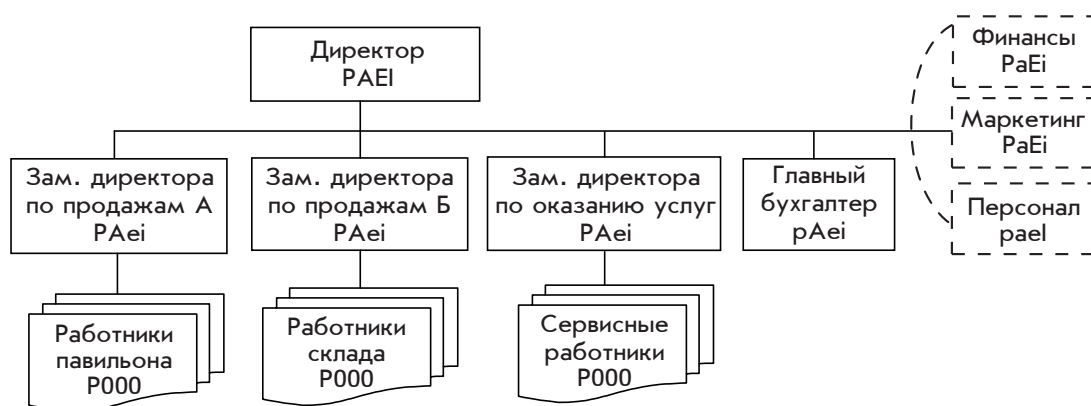 Директор
PAEI
Финансы
PaEi
Маркетинг
PaEi
Персонал
paeI
Зам. директора
по продажам А
PAei
Зам. директора
по продажам Б
PAei
Зам. директора
по оказанию услуг
PAei
Главный
бухгалтер
pAei
Работники
павильона
P000
Работники
склада
P000
Сервисные
работники
P000